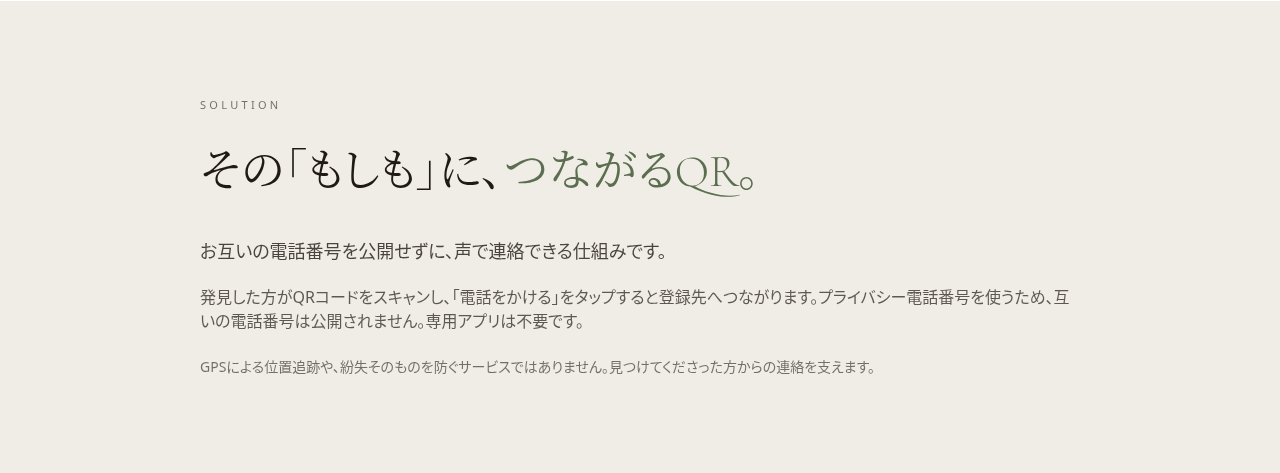 SOLUTION
その「もしも」に、つながるQR。
お互いの電話番号を公開せずに、声で連絡できる仕組みです。
発見した方がQRコードをスキャンし、「電話をかける」をタップすると登録先へつながります。プライバシー電話番号を使うため、互
いの電話番号は公開されません。専用アプリは不要です。
GPSによる位置追跡や、紛失そのものを防ぐサービスではありません。見つけてくださった方からの連絡を支えます。